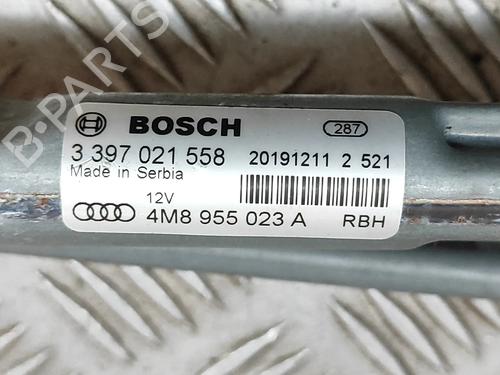 BOSCH
287
3 397 021 558
20191211 2 521
Made in Serbia
12V
4M8 955 023 A
RBH
B-PARTS